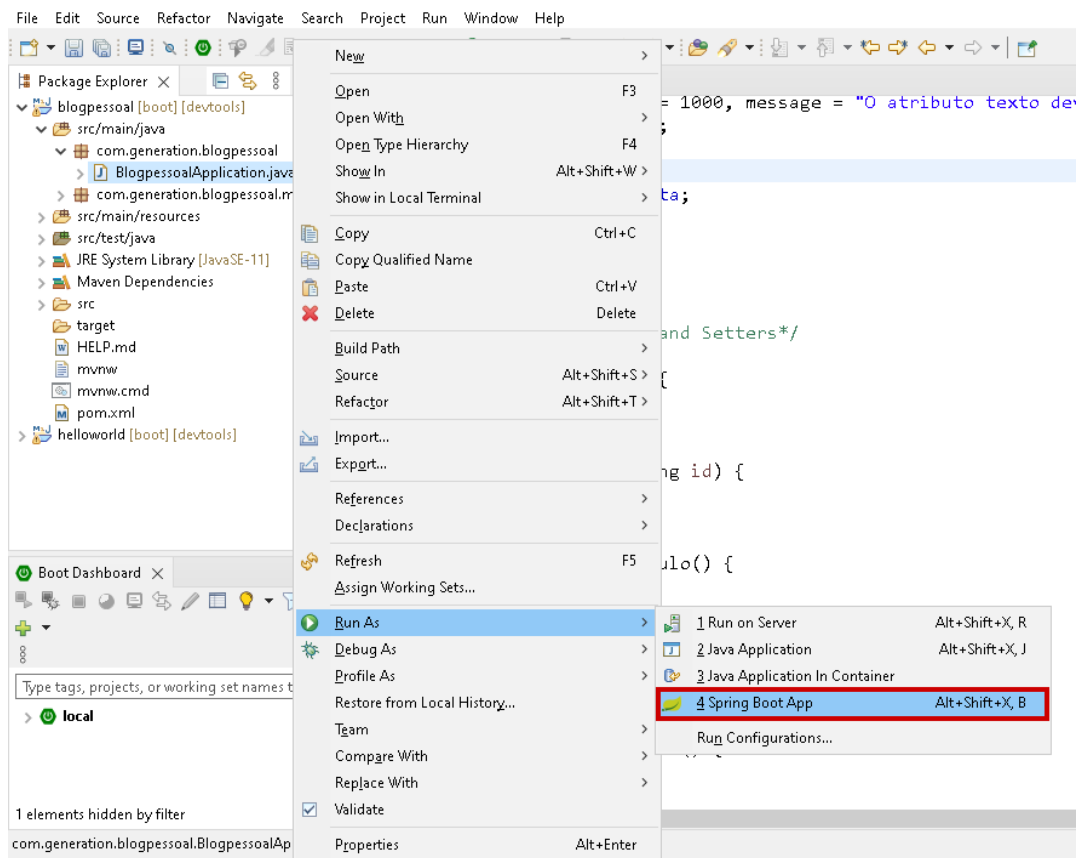 File Edit Source Refactor Navigate Search Project Run Window Help
Package Explorer
blogpessoal [boot] [devtools]
src/main/java
com.generation.blogpessoal
BlogpessoalApplication.java
com.generation.blogpessoal.m
src/main/resources
src/test/java
JRE System Library [JavaSE-11]
Maven Dependencies
src
target
HELP.md
mvnw
mvnw.cmd
pom.xml
helloworld [boot] [devtools]
Boot Dashboard
Type tags, projects, or working set names t
local
1 elements hidden by filter
com.generation.blogpessoal.BlogpessoalAp
New
Open F3
Open With
Open Type Hierarchy F4
Show In Alt+Shift+W
Show in Local Terminal
Copy Ctrl+C
Copy Qualified Name
Paste Ctrl+V
Delete Delete
Build Path
Source Alt+Shift+S
Refactor Alt+Shift+T
Import...
Export...
References
Declarations
Refresh F5
Assign Working Sets...
Run As
Debug As
Profile As
Restore from Local History...
Team
Compare With
Replace With
Validate
Properties Alt+Enter
1 Run on Server Alt+Shift+X, R
2 Java Application Alt+Shift+X, J
3 Java Application In Container
4 Spring Boot App Alt+Shift+X, B
Run Configurations...
= 1000, message = "O atributo texto dev
;
ta;
and Setters*/
{
ng id) {
ulo() {